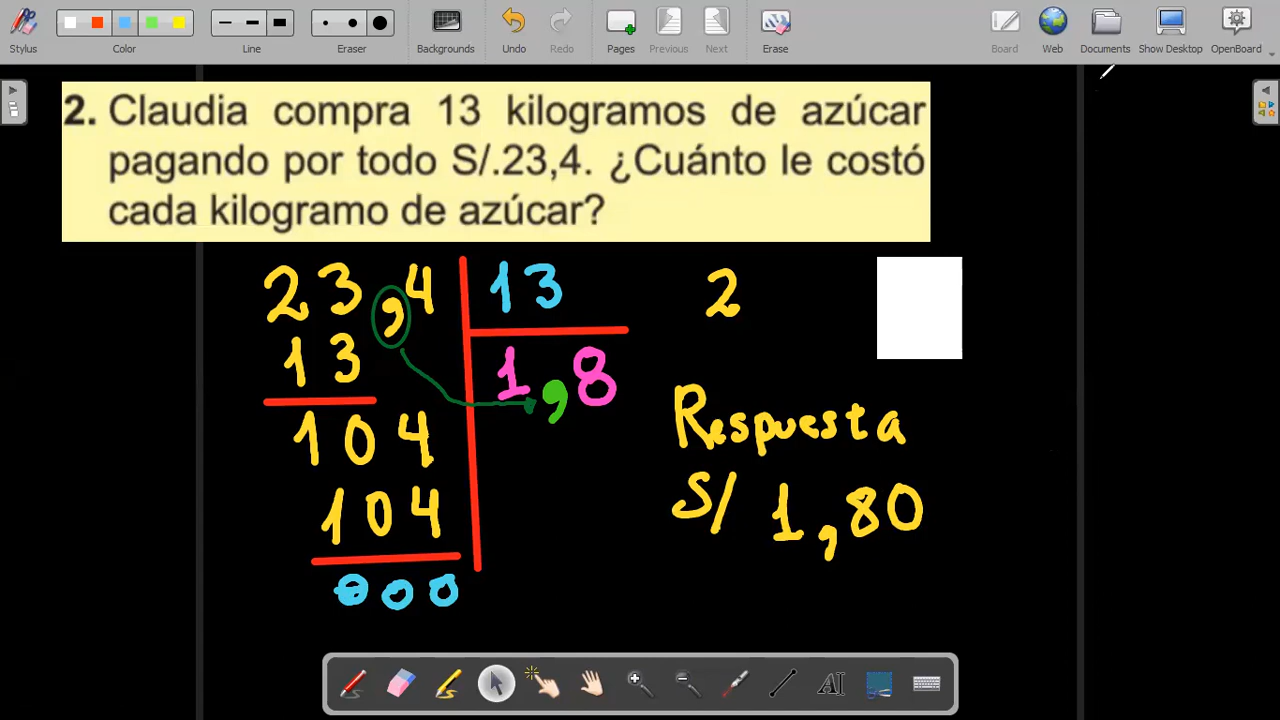 Stylus
Color
Line
Eraser
Backgrounds
Undo
Redo
Pages
Previous
Next
Erase
Board
Web
Documents
Show Desktop
OpenBoard
2. Claudia compra 13 kilogramos de azúcar
pagando por todo S/.23,4. ¿Cuánto le costó
cada kilogramo de azúcar?
23,4 13 2
13 1,8
104 Respuesta
104 S/ 1,80
000
AI